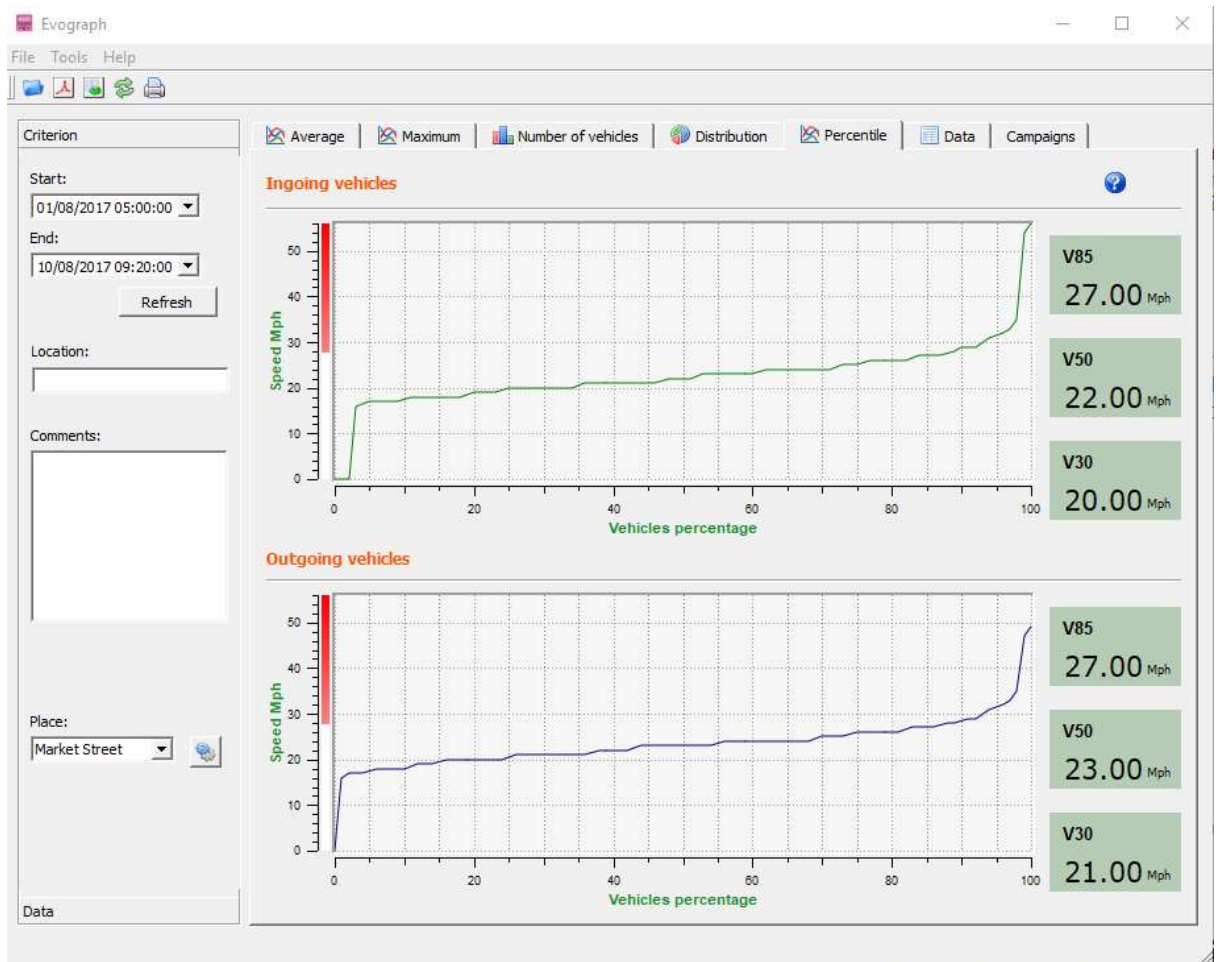 Evograph
File Tools Help
Criterion
Start:
01/08/2017 05:00:00
End:
10/08/2017 09:20:00
Refresh
Location:
Comments:
Place:
Market Street
Data
Average Maximum Number of vehicles Distribution Percentile Data Campaigns
Ingoing vehicles
Speed Mph
50
40
30
20
10
0
0 20 40 60 80 100
Vehicles percentage
V85
27.00 Mph
V50
22.00 Mph
V30
20.00 Mph
Outgoing vehicles
Speed Mph
50
40
30
20
10
0
0 20 40 60 80 100
Vehicles percentage
V85
27.00 Mph
V50
23.00 Mph
V30
21.00 Mph